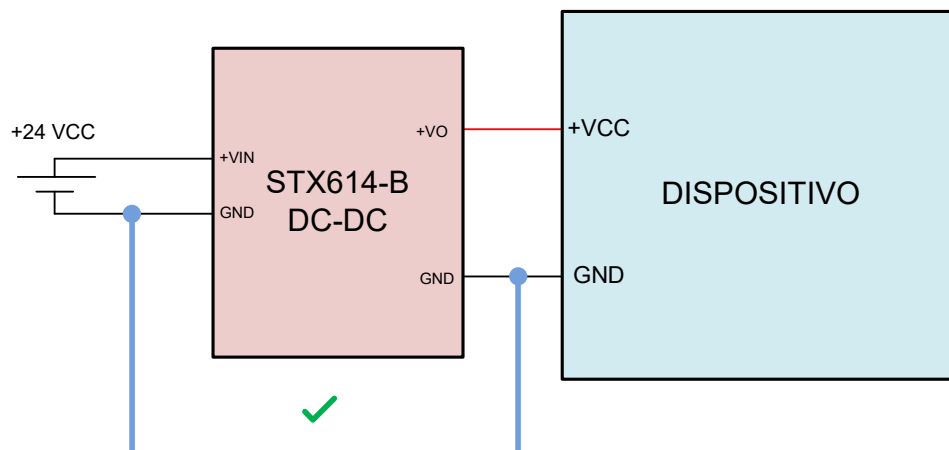 +24 VCC
+VIN
GND
STX614-B
DC-DC
+VO
GND
+VCC
GND
DISPOSITIVO